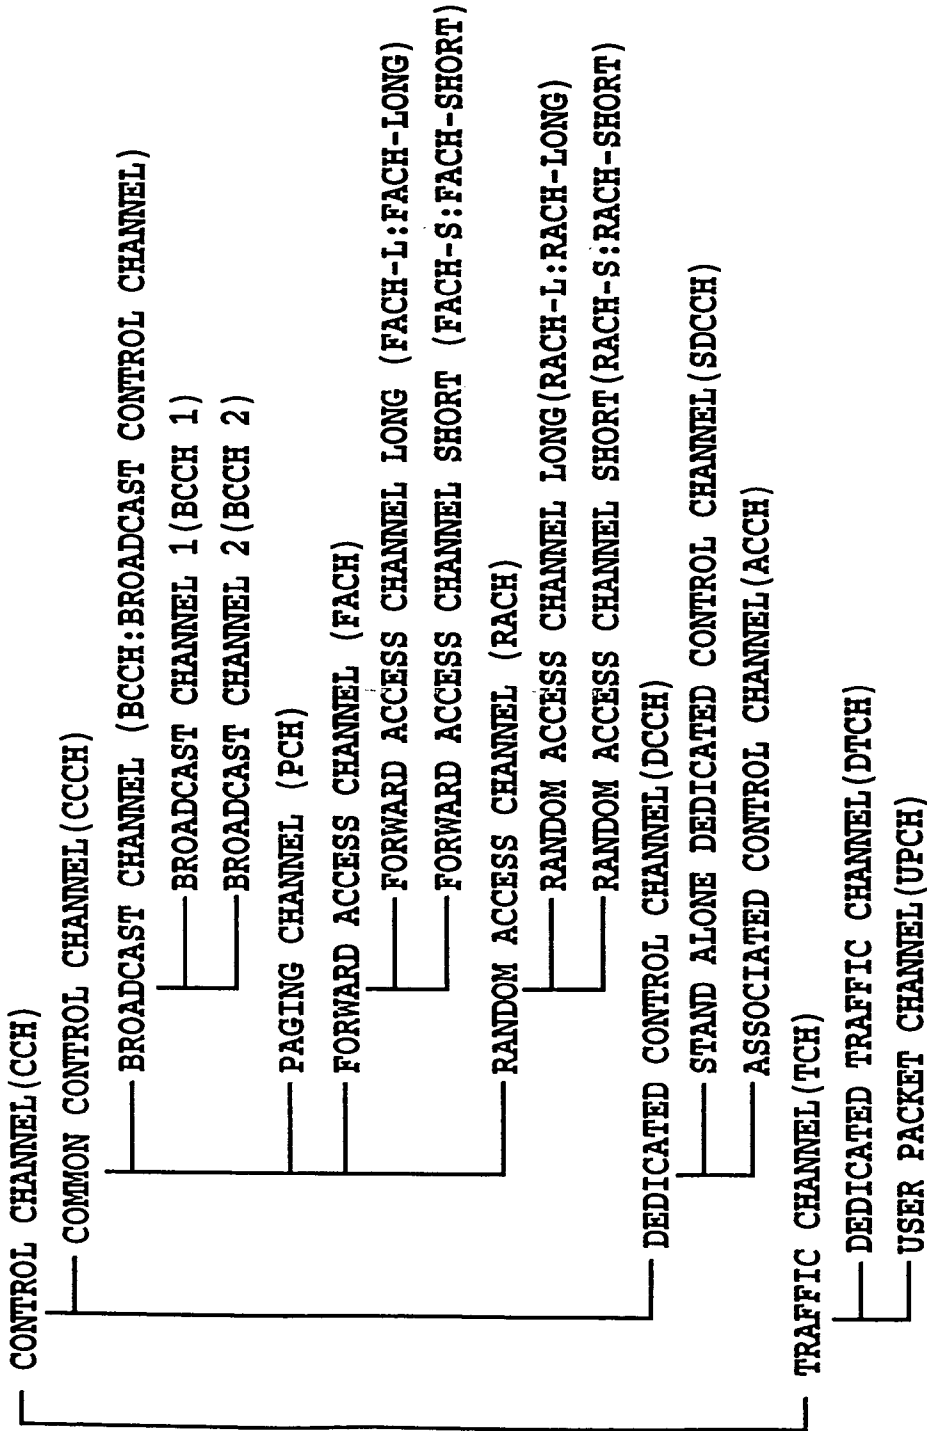 CONTROL CHANNEL(CCH)
COMMON CONTROL CHANNEL(CCCH)
BROADCAST CHANNEL (BCCH:BROADCAST CONTROL CHANNEL)
BROADCAST CHANNEL 1(BCCH 1)
BROADCAST CHANNEL 2(BCCH 2)
PAGING CHANNEL (PCH)
FORWARD ACCESS CHANNEL (FACH)
FORWARD ACCESS CHANNEL LONG (FACH-L:FACH-LONG)
FORWARD ACCESS CHANNEL SHORT (FACH-S:FACH-SHORT)
RANDOM ACCESS CHANNEL (RACH)
RANDOM ACCESS CHANNEL LONG(RACH-L:RACH-LONG)
RANDOM ACCESS CHANNEL SHORT(RACH-S:RACH-SHORT)
DEDICATED CONTROL CHANNEL(DCCH)
STAND ALONE DEDICATED CONTROL CHANNEL(SDCCH)
ASSOCIATED CONTROL CHANNEL(ACCH)
TRAFFIC CHANNEL(TCH)
DEDICATED TRAFFIC CHANNEL(DTCH)
USER PACKET CHANNEL(UPCH)